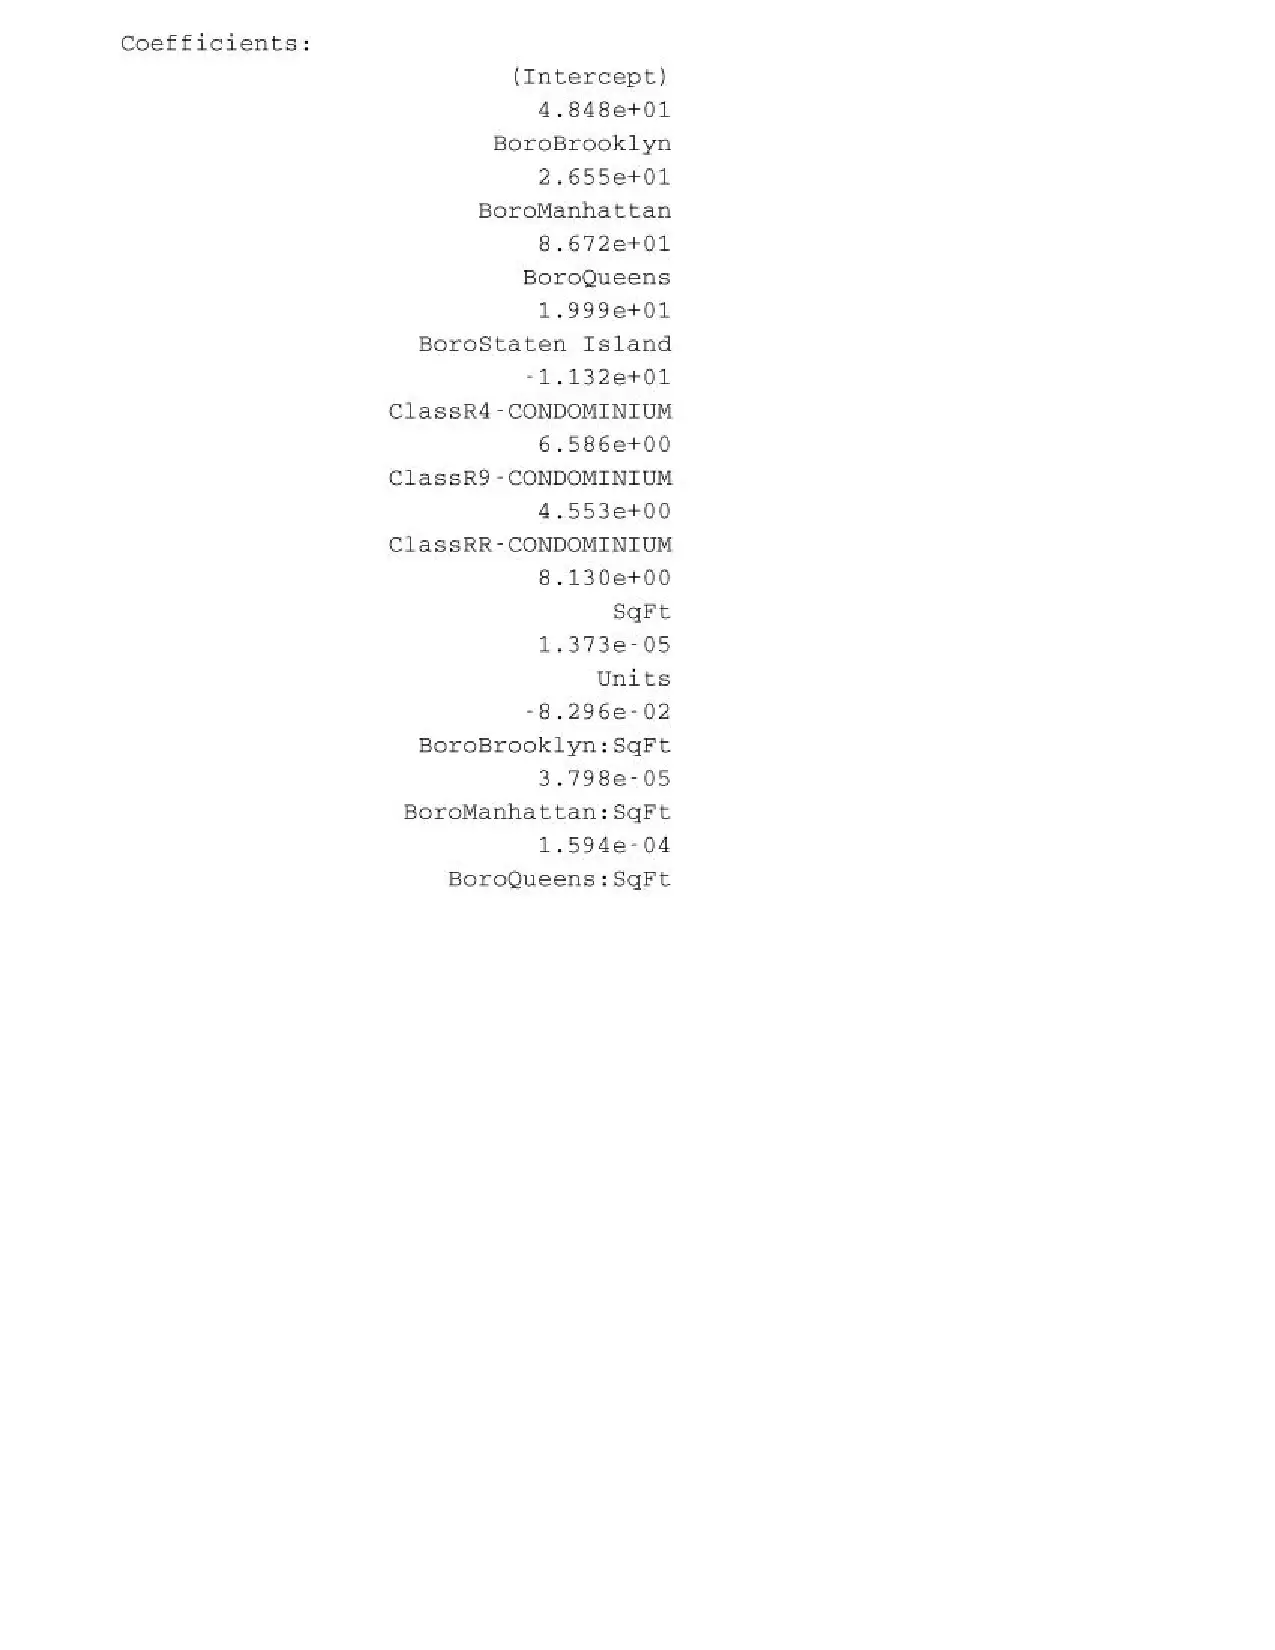 Coefficients:
(Intercept)
4.848e+01
BoroBrooklyn
2.655e+01
BoroManhattan
8.672e+01
BoroQueens
1.999e+01
BoroStaten Island
-1.132e+01
ClassR4-CONDOMINIUM
6.586e+00
ClassR9-CONDOMINIUM
4.553e+00
ClassRR-CONDOMINIUM
8.130e+00
SqFt
1.373e-05
Units
-8.296e-02
BoroBrooklyn:SqFt
3.798e-05
BoroManhattan:SqFt
1.594e-04
BoroQueens:SqFt